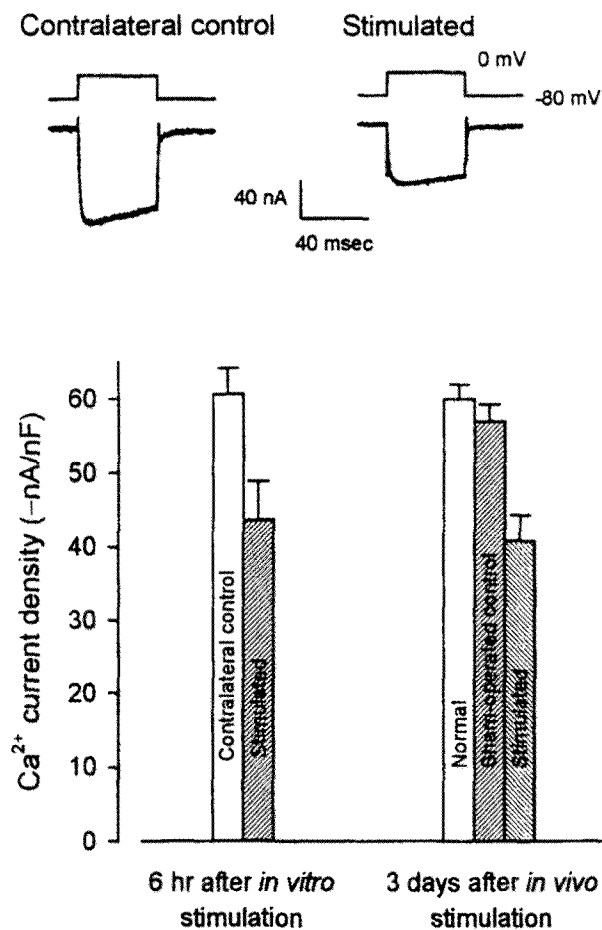 Contralateral control
Stimulated
0 mV
-80 mV
40 nA
40 msec
Ca2+ current density (–nA/nF)
60
50
40
30
20
10
0
Contralateral control
Stimulated
Normal
Sham-operated control
Stimulated
6 hr after in vitro
stimulation
3 days after in vivo
stimulation